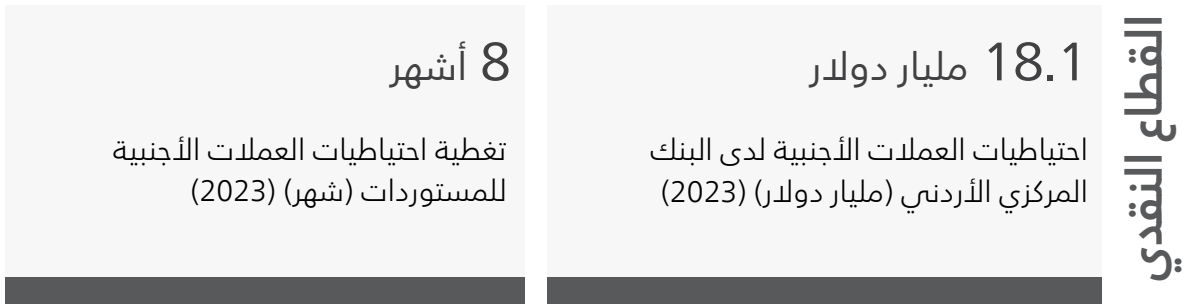 القطاع النقدي
18.1 مليار دولار
احتياطيات العملات الأجنبية لدى البنك
المركزي الأردني (مليار دولار) (2023)
8 أشهر
تغطية احتياطيات العملات الأجنبية
للمستوردات (شهر) (2023)